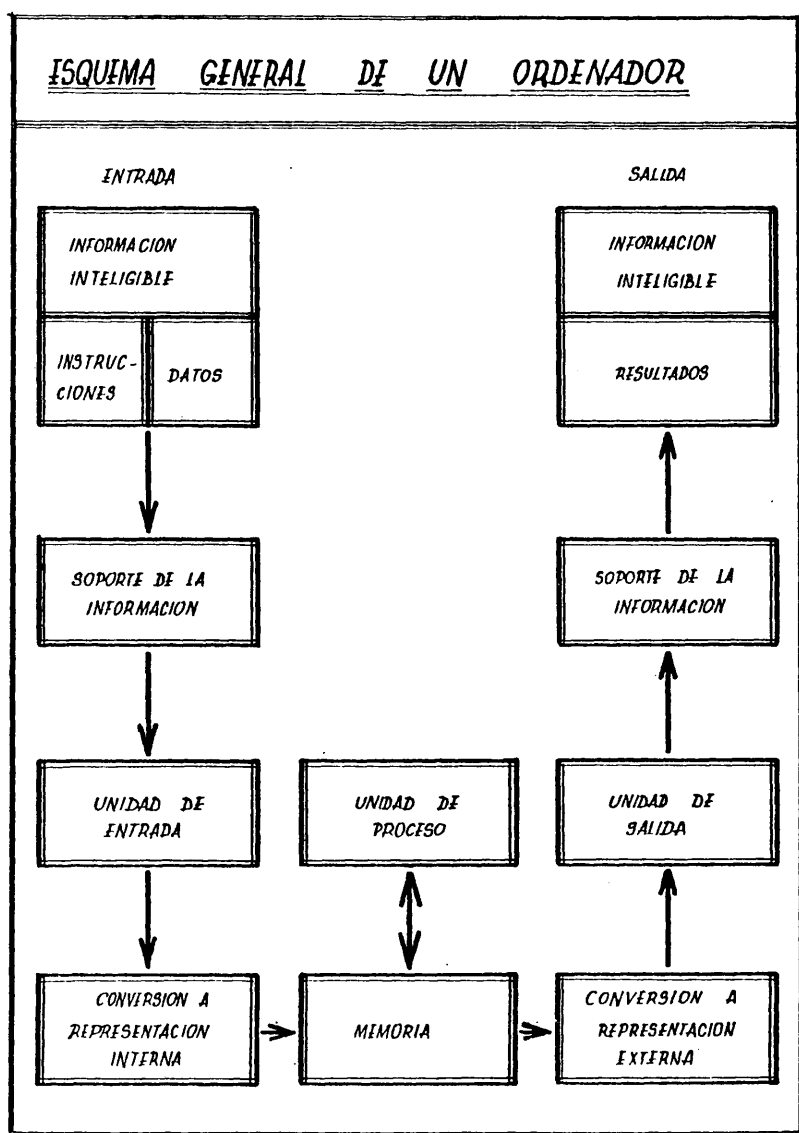 ESQUEMA GENERAL DE UN ORDENADOR
ENTRADA
INFORMACION
INTELIGIBLE
INSTRUC-
CIONES
DATOS
SOPORTE DE LA
INFORMACION
UNIDAD DE
ENTRADA
CONVERSION A
REPRESENTACION
INTERNA
UNIDAD DE
PROCESO
MEMORIA
SALIDA
INFORMACION
INTELIGIBLE
RESULTADOS
SOPORTE DE LA
INFORMACION
UNIDAD DE
SALIDA
CONVERSION A
REPRESENTACION
EXTERNA